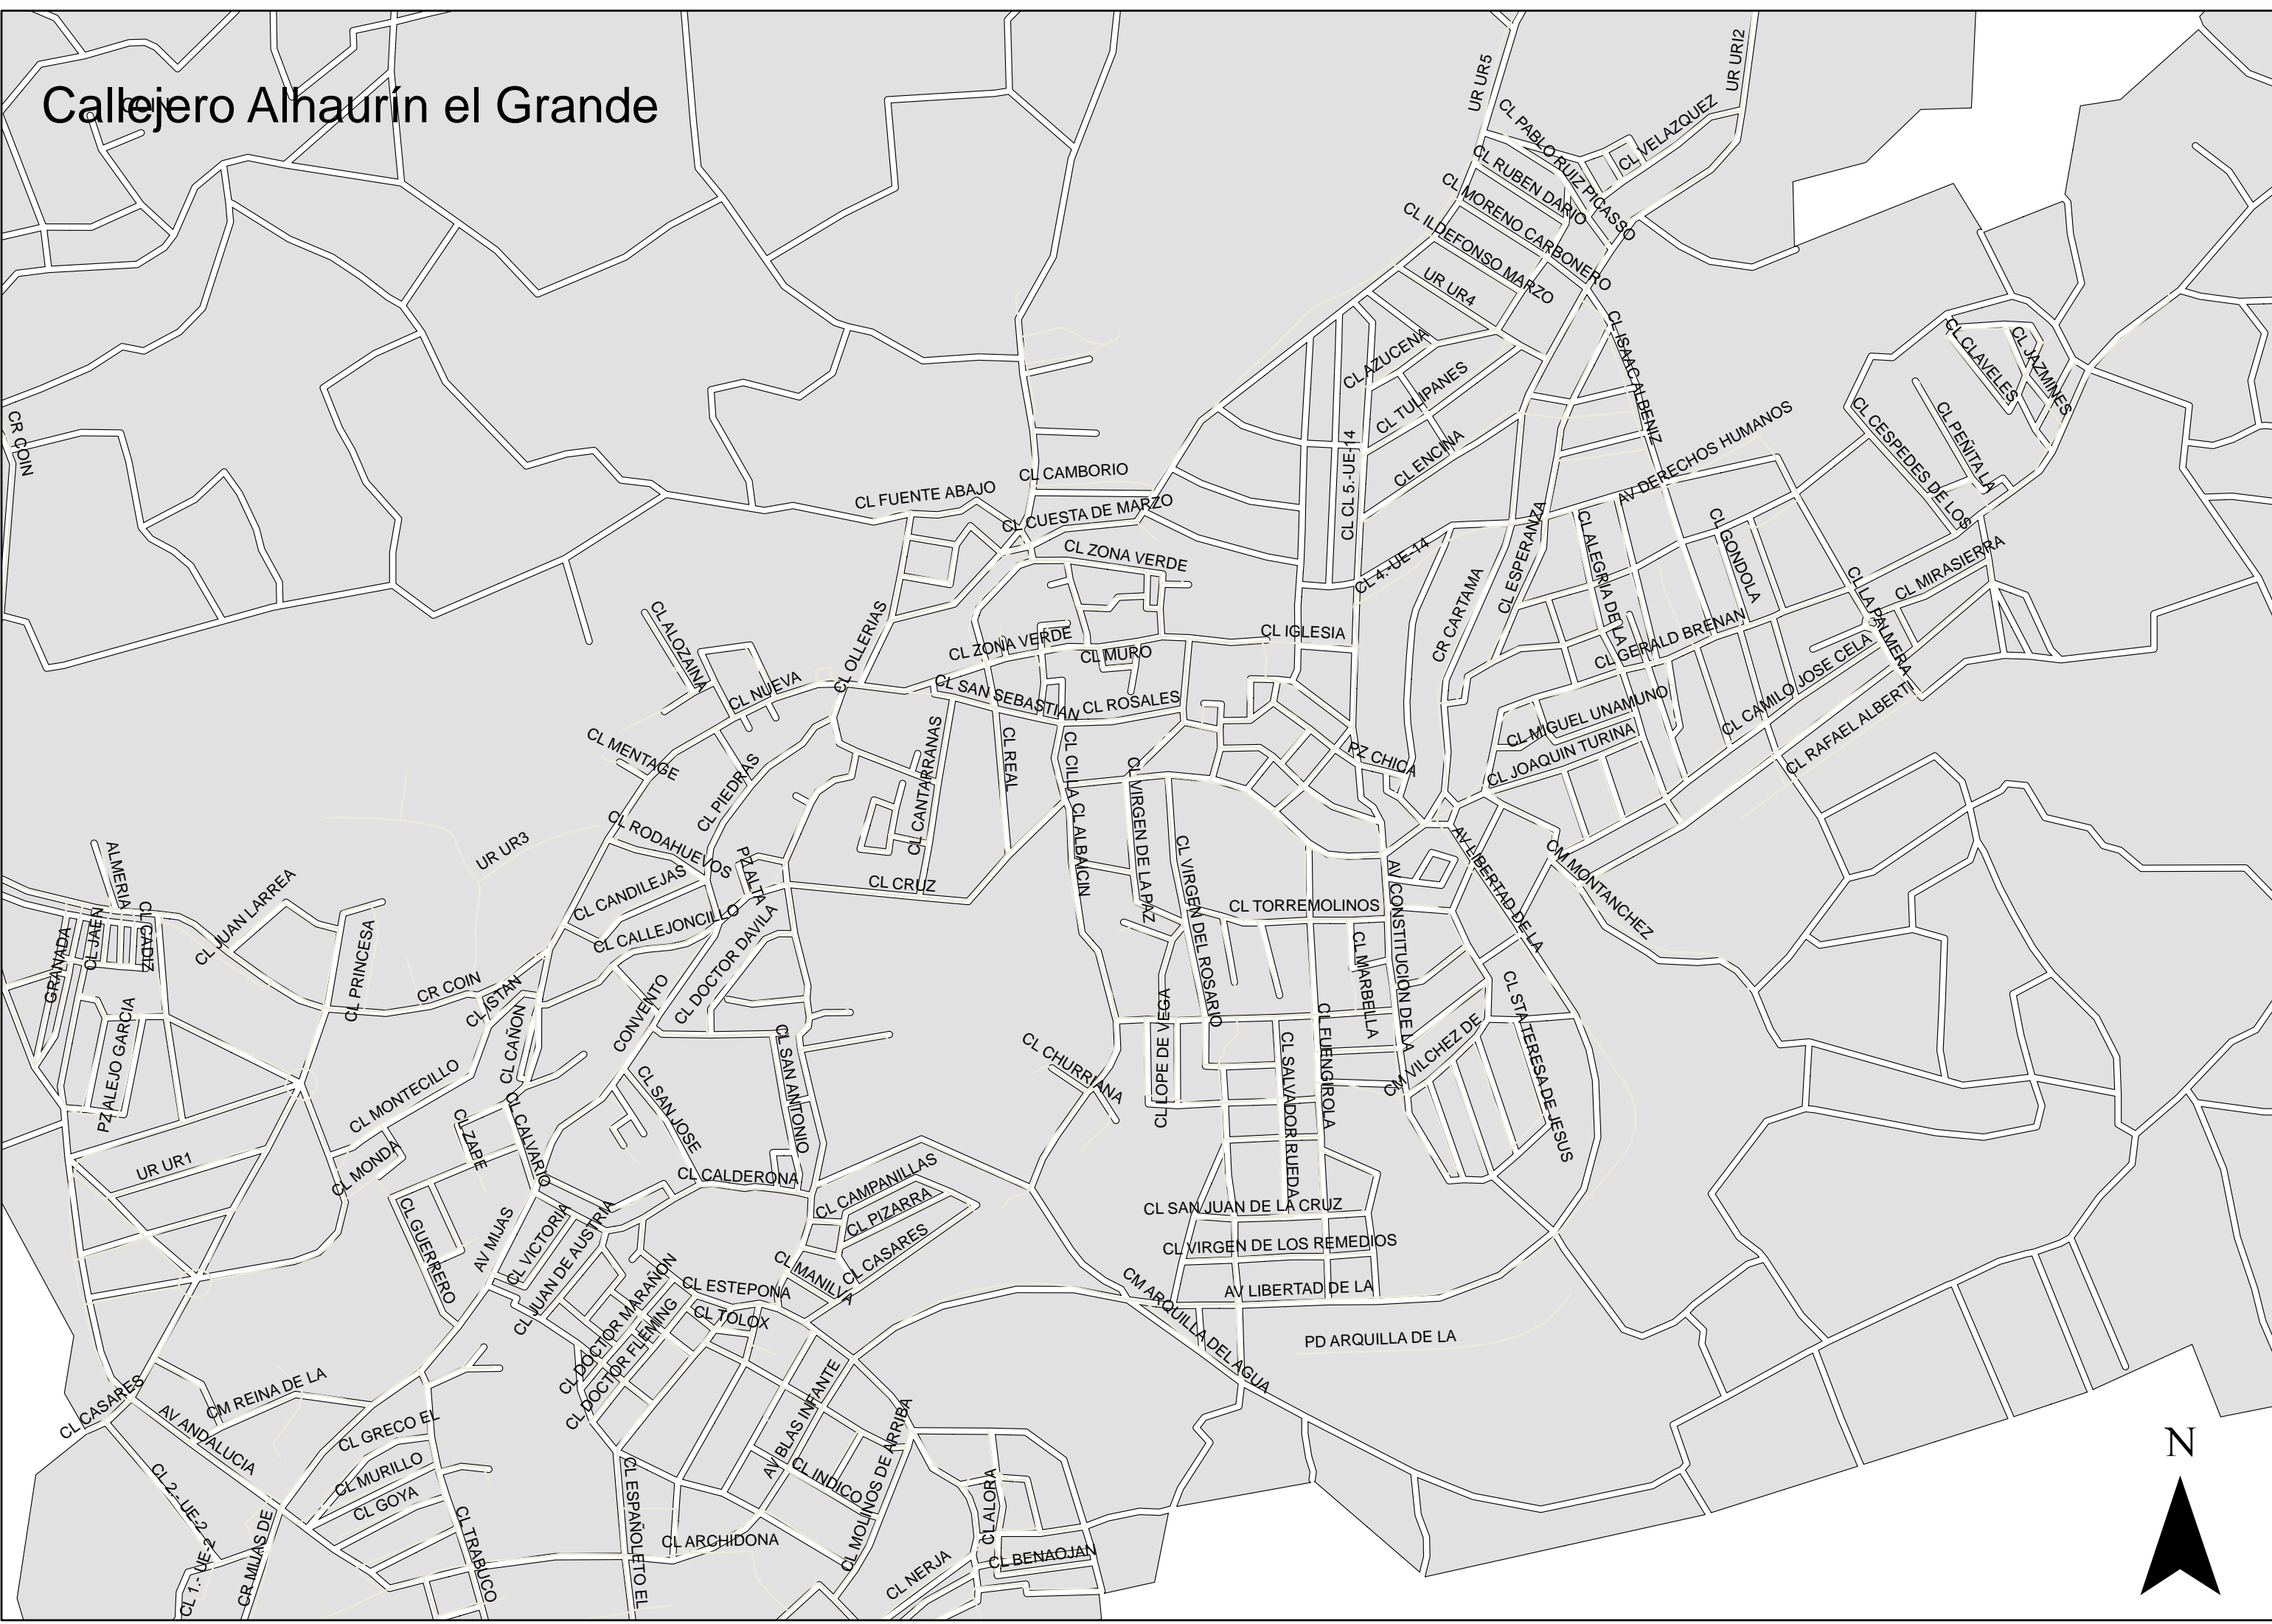 Callejero Alhaurín el Grande
UR UR5
UR URI2
CL PABLO RUIZ PICASSO
CL VELAZQUEZ
CL RUBEN DARIO
CL MORENO CARBONERO
CL ILDEFONSO MARZO
UR UR4
CL ISAAC ALBENIZ
CL AZUCENA
CL TULIPANES
CL ENCINA
CL CLAVELES
CL JAZMINES
CL PEÑITA LA
CL CESPEDES DE LOS
CR COIN
CL CAMBORIO
CL FUENTE ABAJO
CL CUESTA DE MARZO
CL CL 5.-UE-14
AV DERECHOS HUMANOS
CL ZONA VERDE
CL 4.-UE-14
CL ESPERANZA
CL ALEGRIA DE LA
CL GONDOLA
CL MIRASIERRA
CL LA PALMERA
CL ALOZAINA
CL OLLERIAS
CL ZONA VERDE
CL MURO
CL IGLESIA
CR CARTAMA
CL GERALD BRENAN
CL CAMILO JOSE CELA
CL NUEVA
CL SAN SEBASTIAN
CL ROSALES
CL MIGUEL UNAMUNO
CL RAFAEL ALBERTI
CL MENTAGE
CL PIEDRAS
CL CANTARRANAS
CL REAL
CL CILLA
CL VIRGEN DE LA PAZ
PZ CHICA
CL JOAQUIN TURINA
CL RODAHUEVOS
UR UR3
PZ ALTA
CL CRUZ
CL ALBAICIN
CL VIRGEN DEL ROSARIO
AV LIBERTAD DE LA
CM MONTANCHEZ
ALMERIA
CL JUAN LARREA
CL CANDILEJAS
CL CALLEJONCILLO
CL DOCTOR DAVILA
CL TORREMOLINOS
AV CONSTITUCION DE LA
CL MARBELLA
GRANADA
CL JAEN
CL CADIZ
CL PRINCESA
CR COIN
CL ISTAN
CONVENTO
CL LOPE DE VEGA
CL STA TERESA DE JESUS
PZ ALEJO GARCIA
CL CAÑON
CL MONTECILLO
CL SAN ANTONIO
CL CHURRIANA
CL SALVADOR RUEDA
CL FUENGIROLA
CM VILCHEZ DE
CL SAN JOSE
CL ZAPE
CL CALVARIO
UR UR1
CL MONDA
CL CALDERONA
CL CAMPANILLAS
CL PIZARRA
CL CASARES
CL GUERRERO
AV MIJAS
CL VICTORIA
CL JUAN DE AUSTRIA
CL SAN JUAN DE LA CRUZ
CL VIRGEN DE LOS REMEDIOS
AV LIBERTAD DE LA
CL MANILVA
CL ESTEPONA
CL TOLOX
CL DOCTOR MARAÑON
CL DOCTOR FLEMING
CM ARQUILLA DEL AGUA
PD ARQUILLA DE LA
CL CASARES
CM REINA DE LA
AV ANDALUCIA
CL GRECO EL
CL MURILLO
CL GOYA
AV BLAS INFANTE
CL INDICO
CL MOLINOS DE ARRIBA
CL 2.- UE-2
CL 1.- UE-2
CR MIJAS DE
CL TRABUCO
CL ESPAÑOLETO EL
CL ARCHIDONA
CL ALORA
CL NERJA
CL BENAOJAN
N